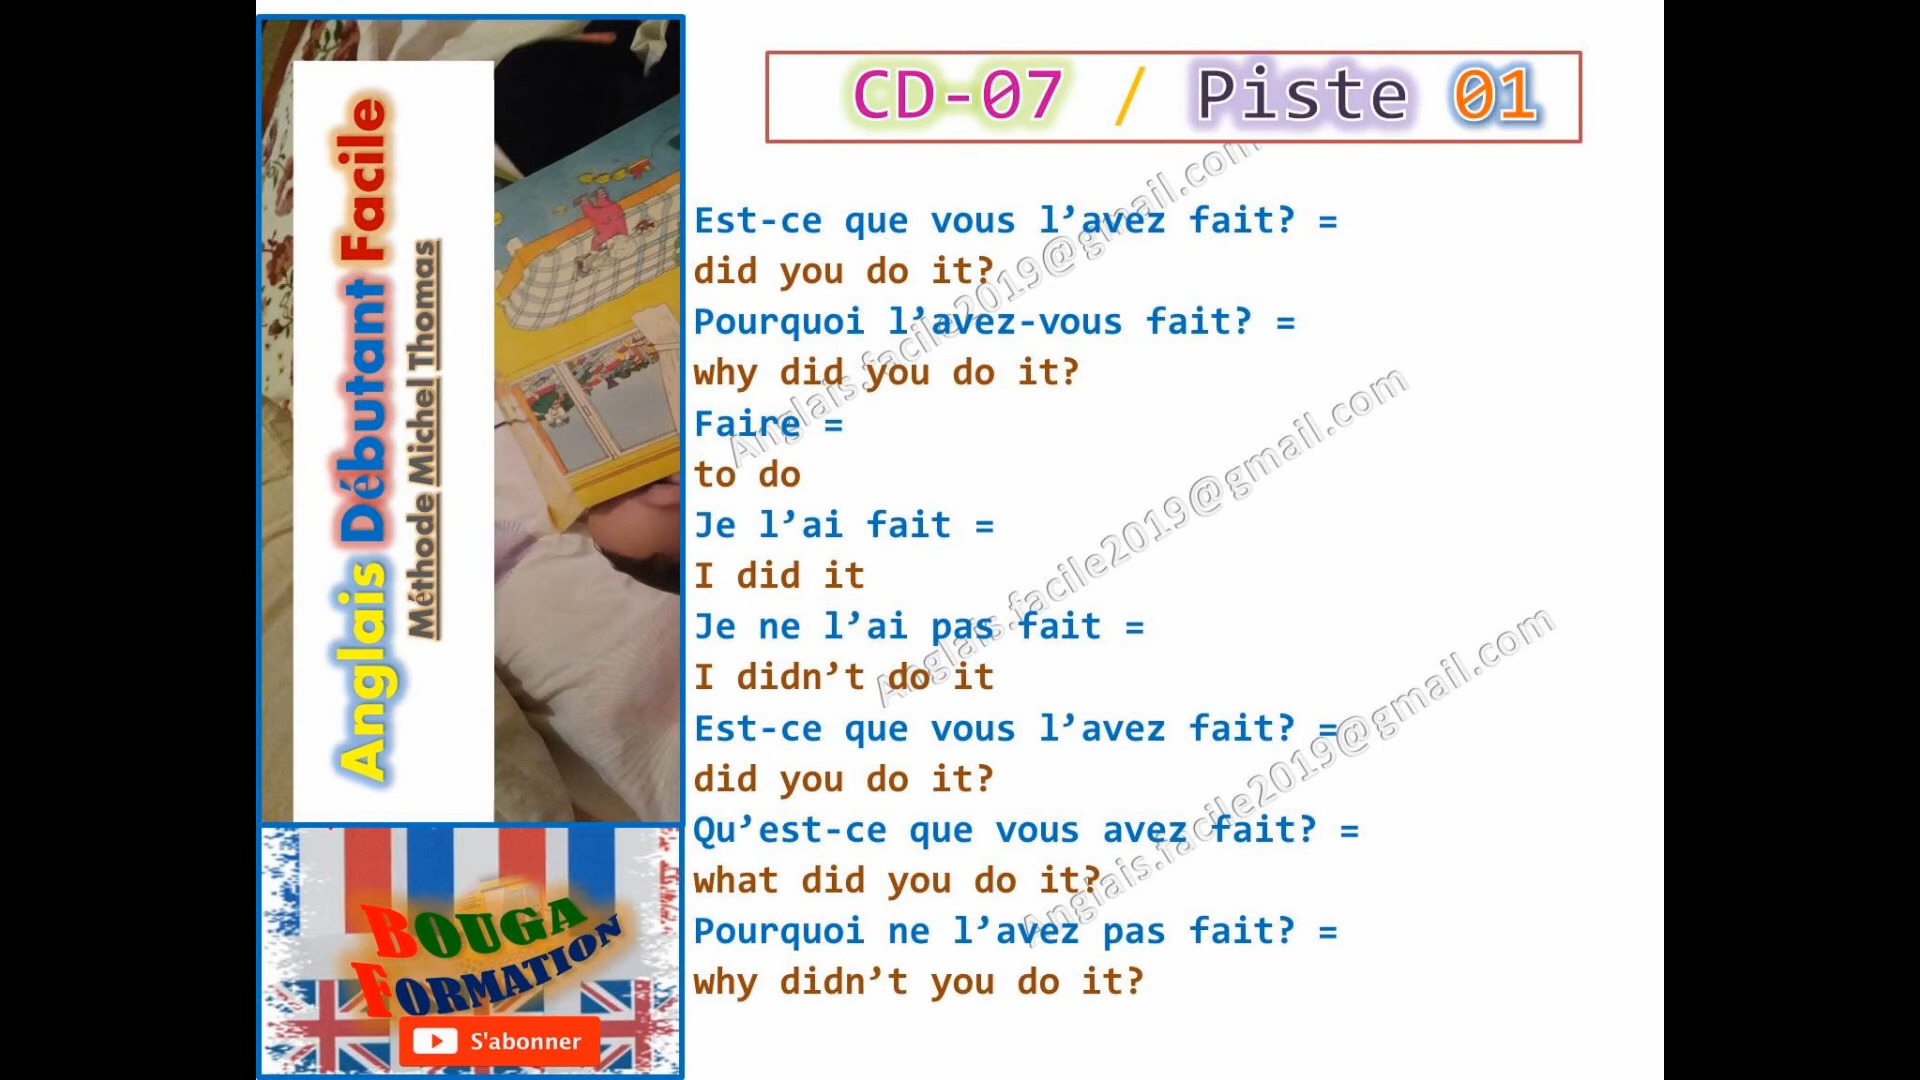 Anglais Débutant Facile
Méthode Michel Thomas
CD-07 / Piste 01
Est-ce que vous l’avez fait? =
did you do it?
Pourquoi l’avez-vous fait? =
why did you do it?
Faire =
to do
Je l’ai fait =
I did it
Je ne l’ai pas fait =
I didn’t do it
Est-ce que vous l’avez fait? =
did you do it?
Qu’est-ce que vous avez fait? =
what did you do it?
Pourquoi ne l’avez pas fait? =
why didn’t you do it?
Anglais.facile2019@gmail.com
Anglais.facile2019@gmail.com
Anglais.facile2019@gmail.com
BOUGA
FORMATION
S'abonner